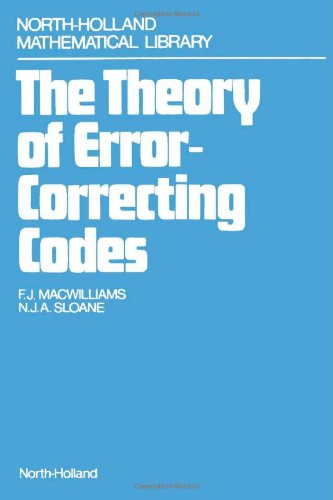 NORTH-HOLLAND
MATHEMATICAL LIBRARY
The Theory
of Error-
Correcting
Codes
F.J. MACWILLIAMS
N.J.A. SLOANE
North-Holland